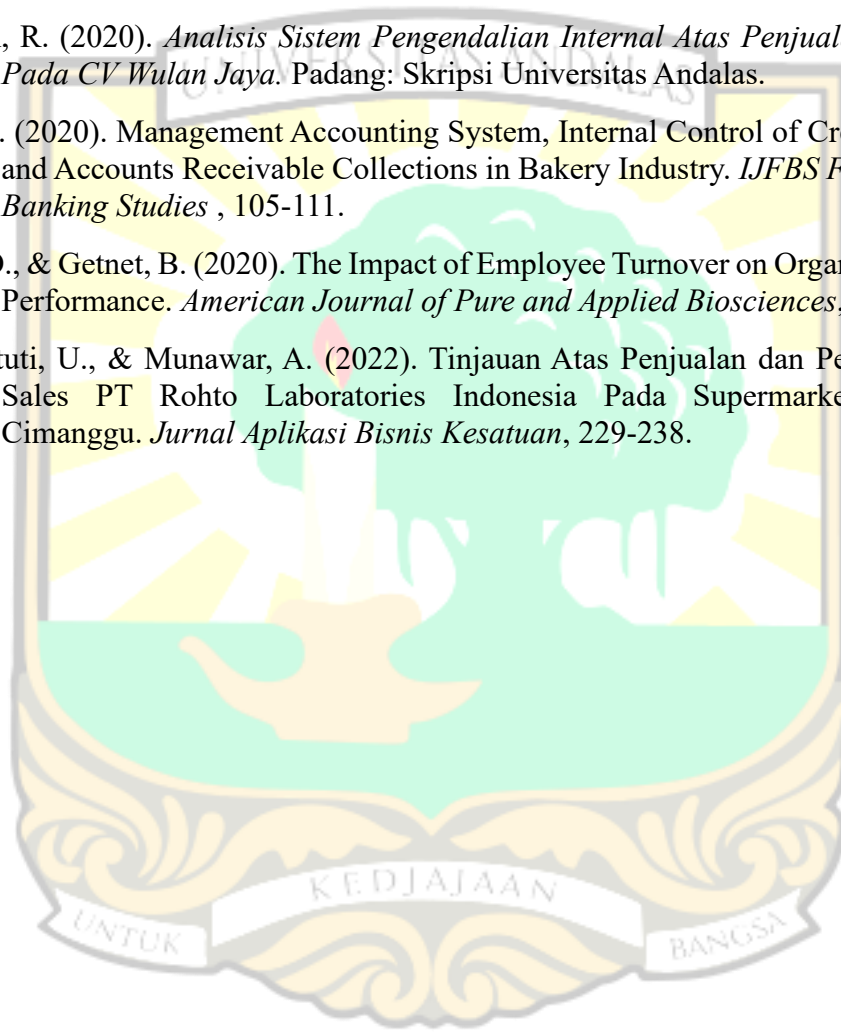 , R. (2020). Analisis Sistem Pengendalian Internal Atas Penjual
Pada CV Wulan Jaya. Padang: Skripsi Universitas Andalas.
. (2020). Management Accounting System, Internal Control of Cr
and Accounts Receivable Collections in Bakery Industry. IJFBS F
Banking Studies , 105-111.
., & Getnet, B. (2020). The Impact of Employee Turnover on Organ
Performance. American Journal of Pure and Applied Biosciences,
tuti, U., & Munawar, A. (2022). Tinjauan Atas Penjualan dan Pe
Sales PT Rohto Laboratories Indonesia Pada Supermarke
Cimanggu. Jurnal Aplikasi Bisnis Kesatuan, 229-238.
UNIVERSITAS ANDALAS
KEDJAJAAN
UNTUK
BANGSA